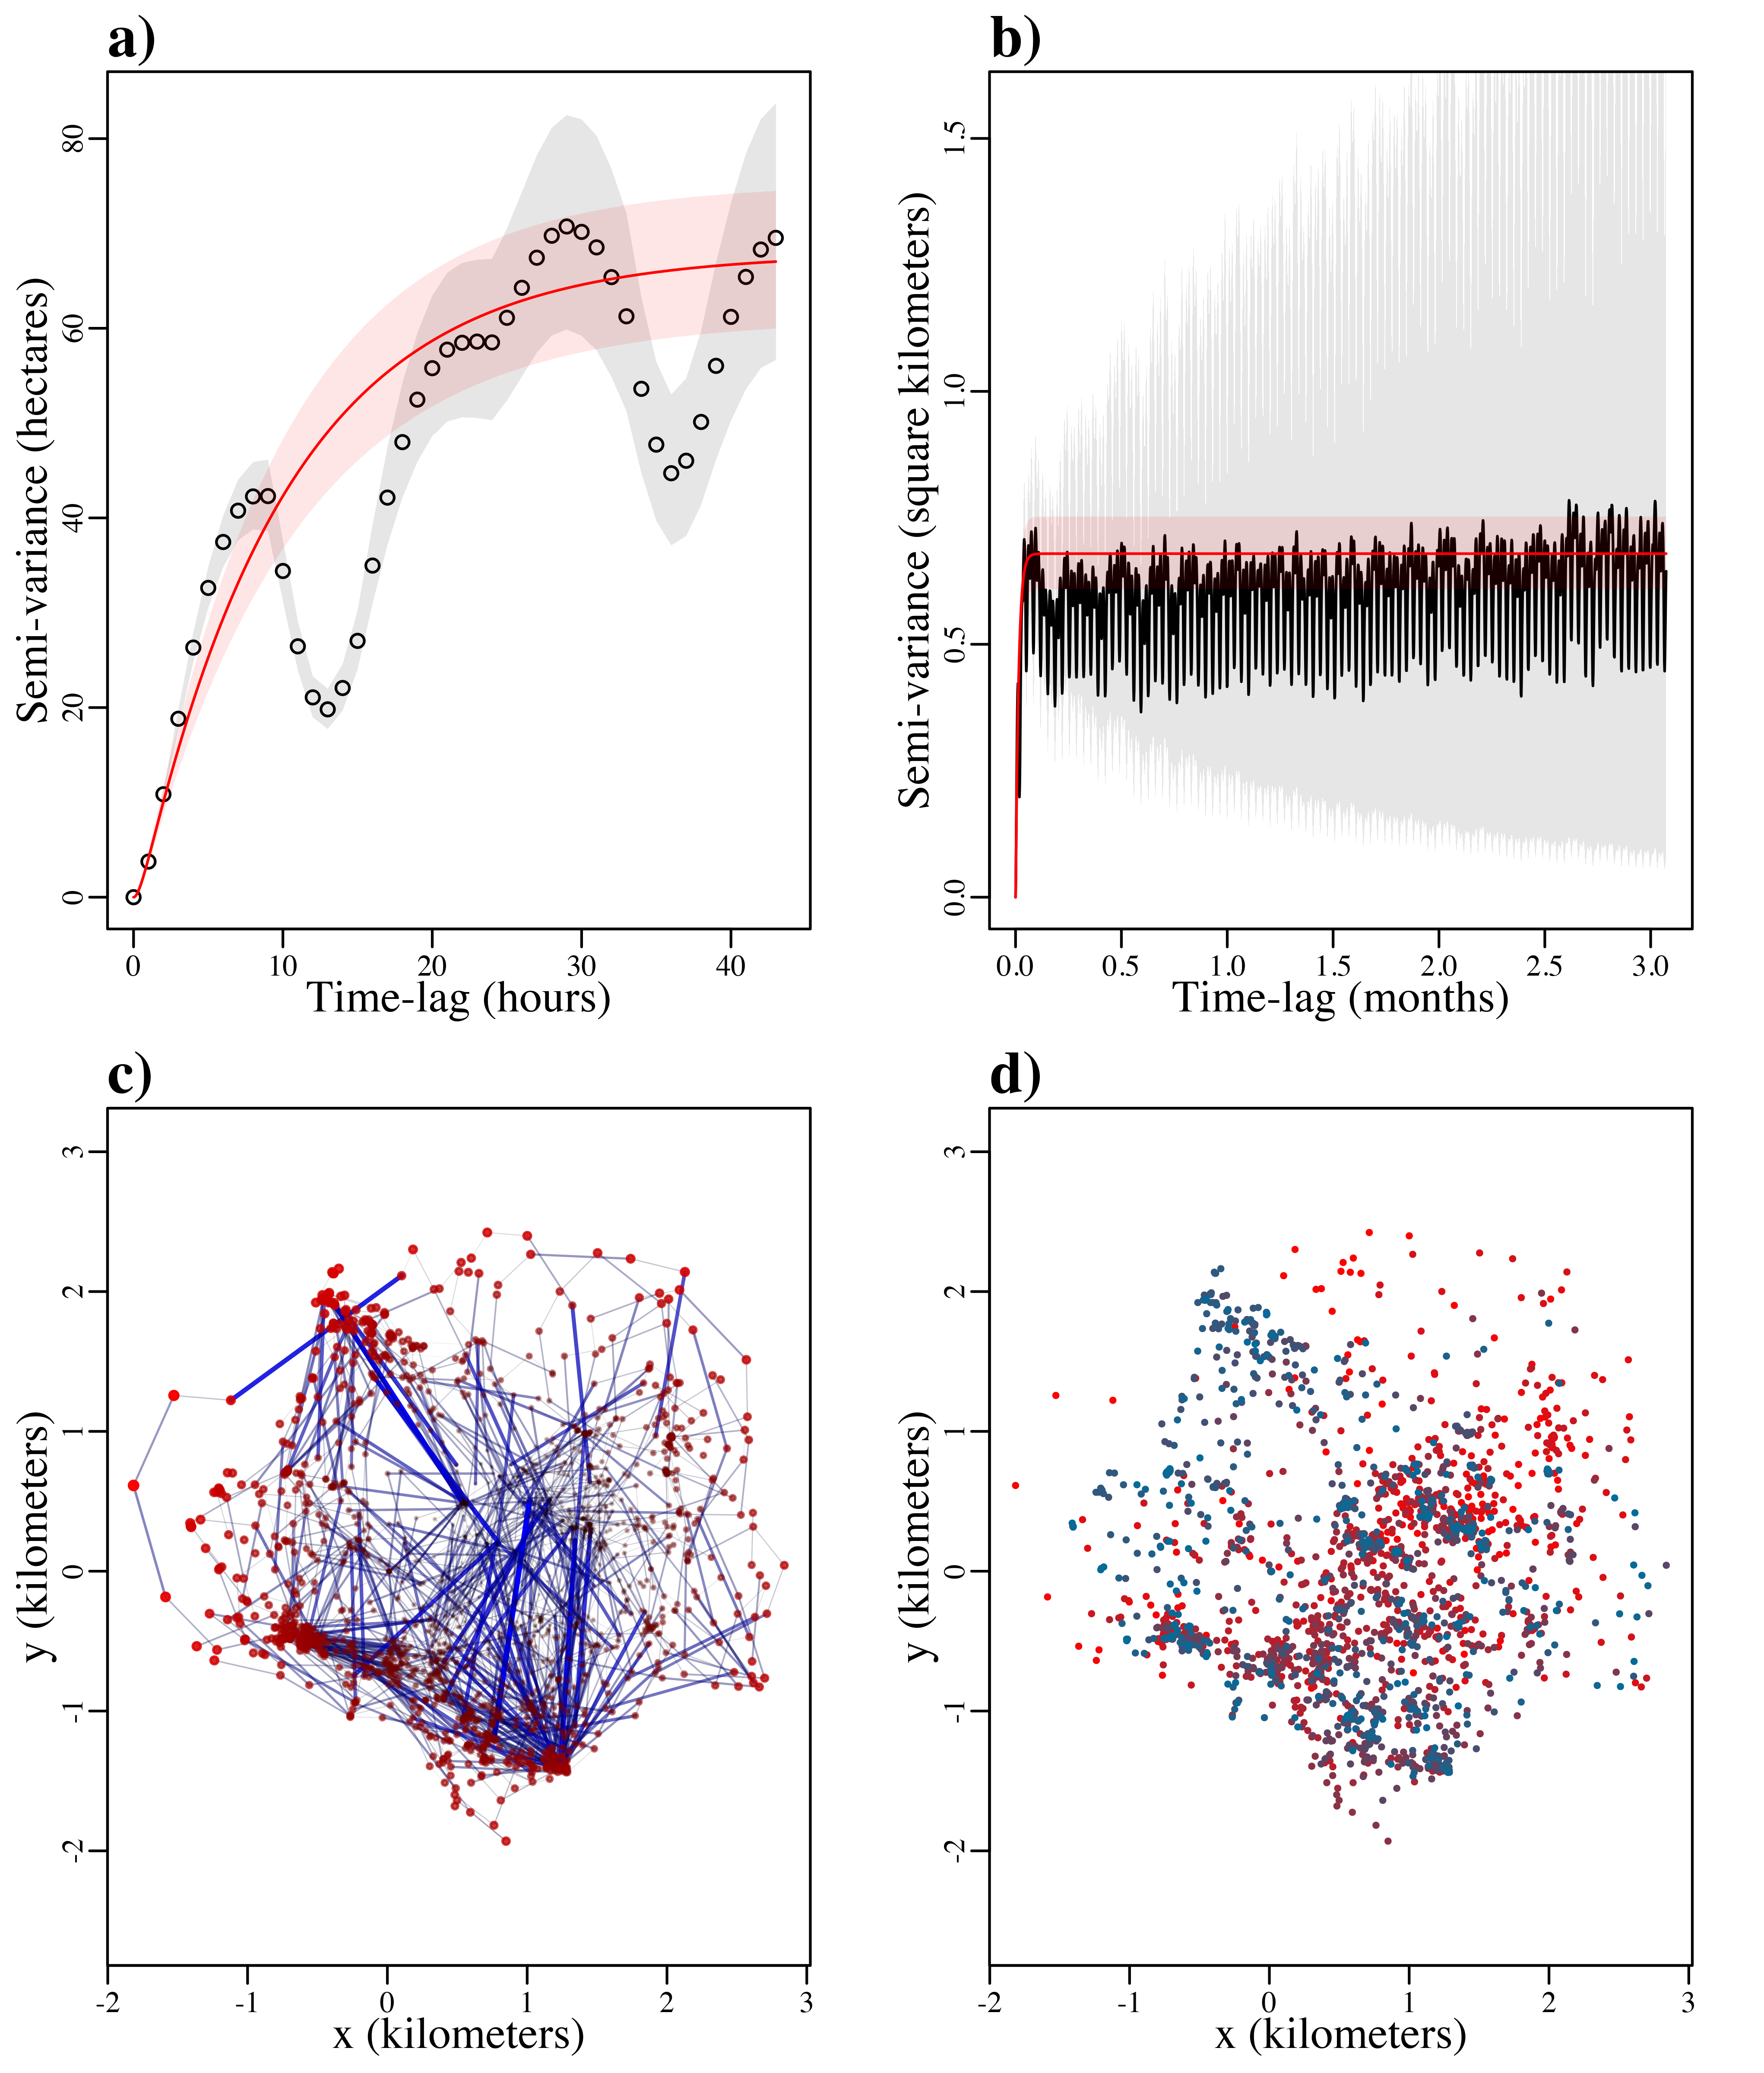 a)
Semi-variance (hectares)
80
60
40
20
0
0 10 20 30 40
Time-lag (hours)
b)
Semi-variance (square kilometers)
1.5
1.0
0.5
0.0
0.0 0.5 1.0 1.5 2.0 2.5 3.0
Time-lag (months)
c)
y (kilometers)
3
2
1
0
-1
-2
-2 -1 0 1 2 3
x (kilometers)
d)
y (kilometers)
3
2
1
0
-1
-2
-2 -1 0 1 2 3
x (kilometers)